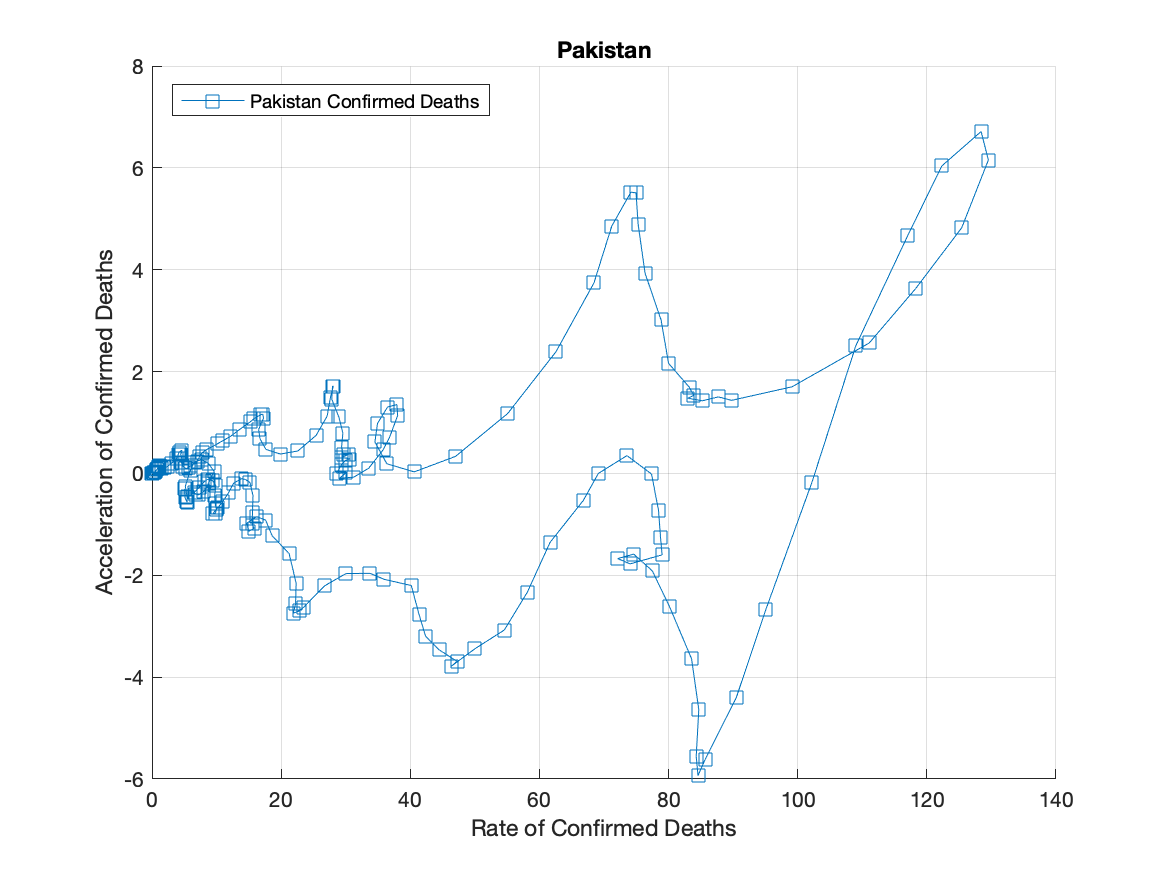 Pakistan
Pakistan Confirmed Deaths
8
6
4
2
0
-2
-4
-6
Acceleration of Confirmed Deaths
0 20 40 60 80 100 120 140
Rate of Confirmed Deaths